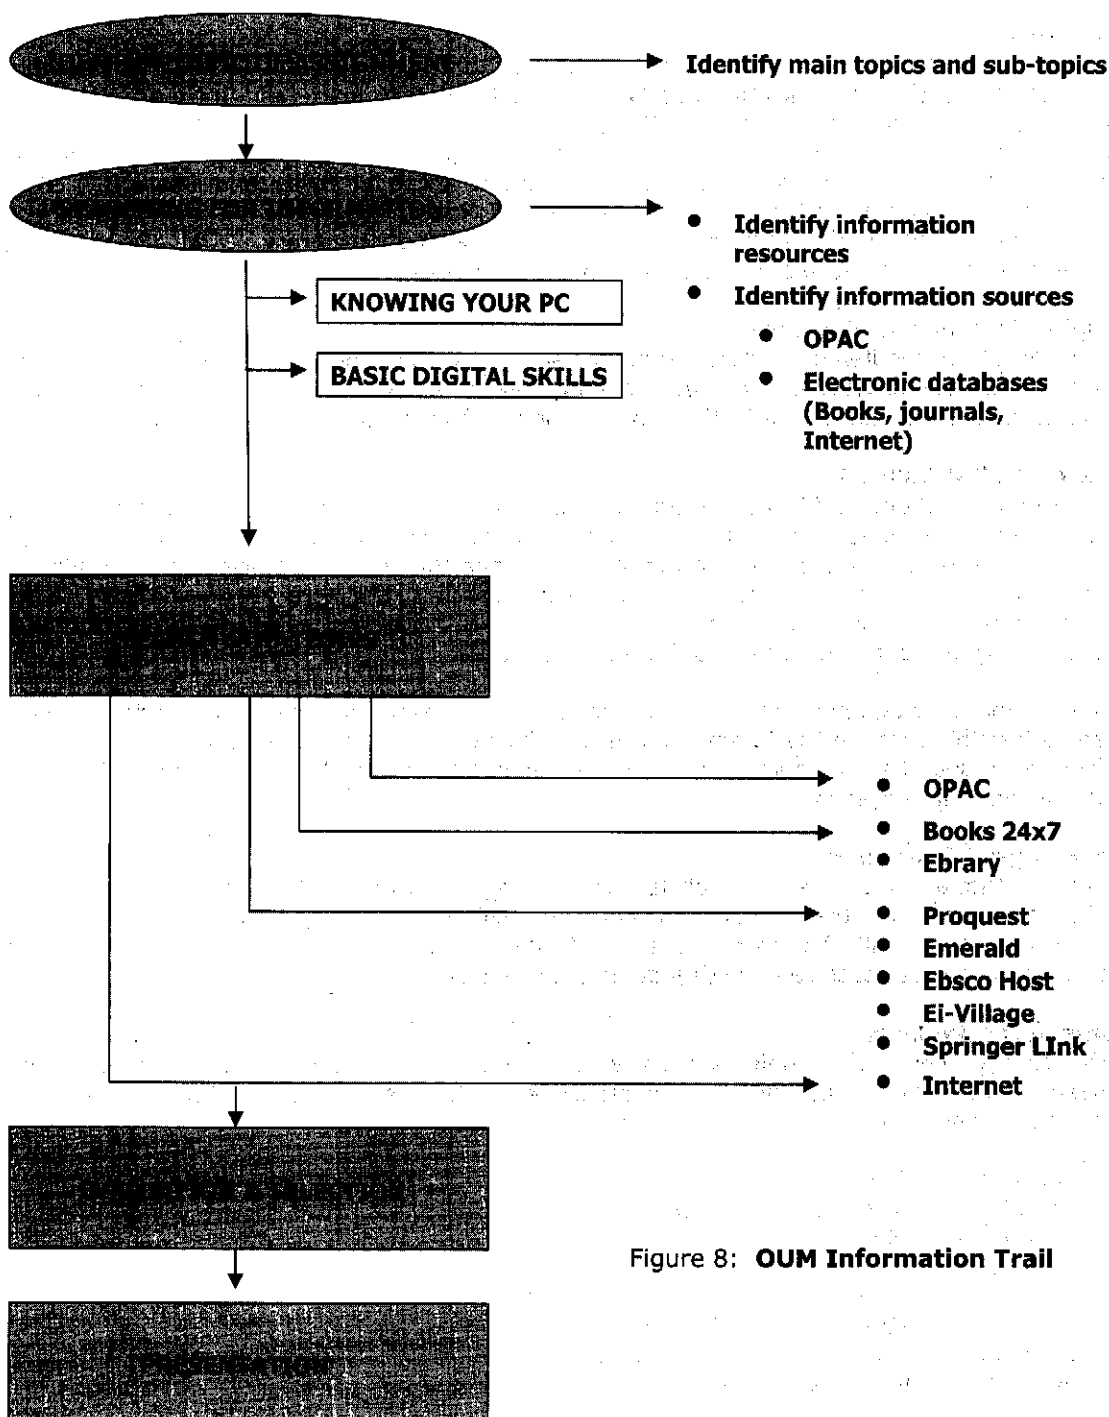 Identify main topics and sub-topics
● Identify information
resources
● Identify information sources
● OPAC
● Electronic databases
(Books, journals,
Internet)
KNOWING YOUR PC
BASIC DIGITAL SKILLS
● OPAC
● Books 24x7
● Ebrary
● Proquest
● Emerald
● Ebsco Host
● Ei-Village
● Springer LInk
● Internet
Figure 8: OUM Information Trail